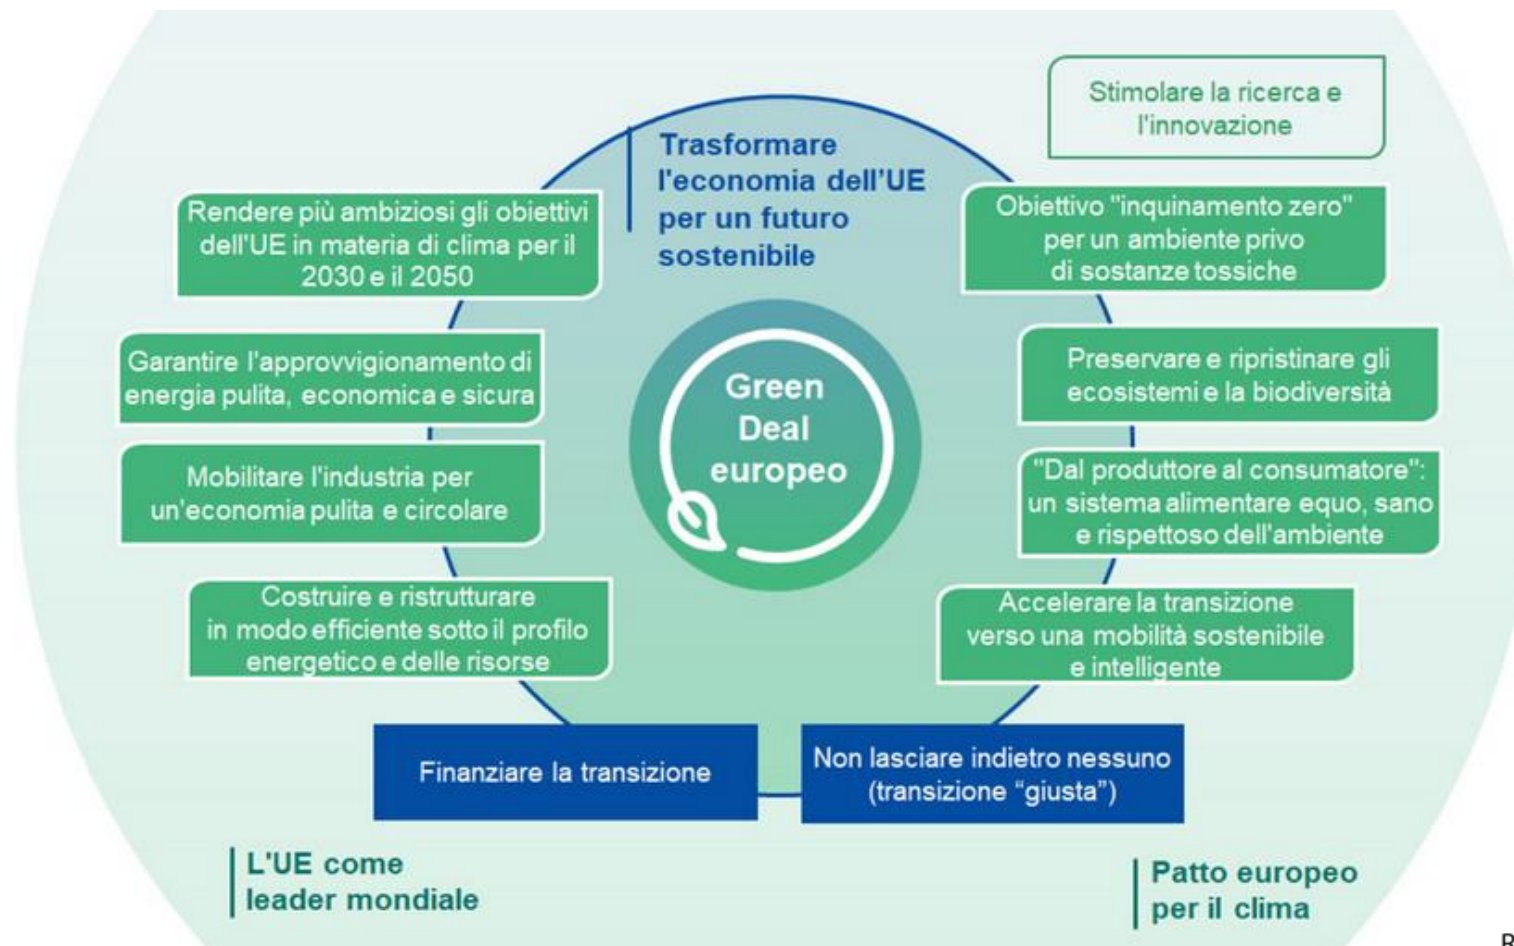 Stimolare la ricerca e
l'innovazione
Trasformare
l'economia dell'UE
per un futuro
sostenibile
Rendere più ambiziosi gli obiettivi
dell'UE in materia di clima per il
2030 e il 2050
Obiettivo "inquinamento zero"
per un ambiente privo
di sostanze tossiche
Garantire l'approvvigionamento di
energia pulita, economica e sicura
Green
Deal
europeo
Preservare e ripristinare gli
ecosistemi e la biodiversità
Mobilitare l'industria per
un'economia pulita e circolare
"Dal produttore al consumatore":
un sistema alimentare equo, sano
e rispettoso dell'ambiente
Costruire e ristrutturare
in modo efficiente sotto il profilo
energetico e delle risorse
Accelerare la transizione
verso una mobilità sostenibile
e intelligente
Finanziare la transizione
Non lasciare indietro nessuno
(transizione “giusta”)
L'UE come
leader mondiale
Patto europeo
per il clima